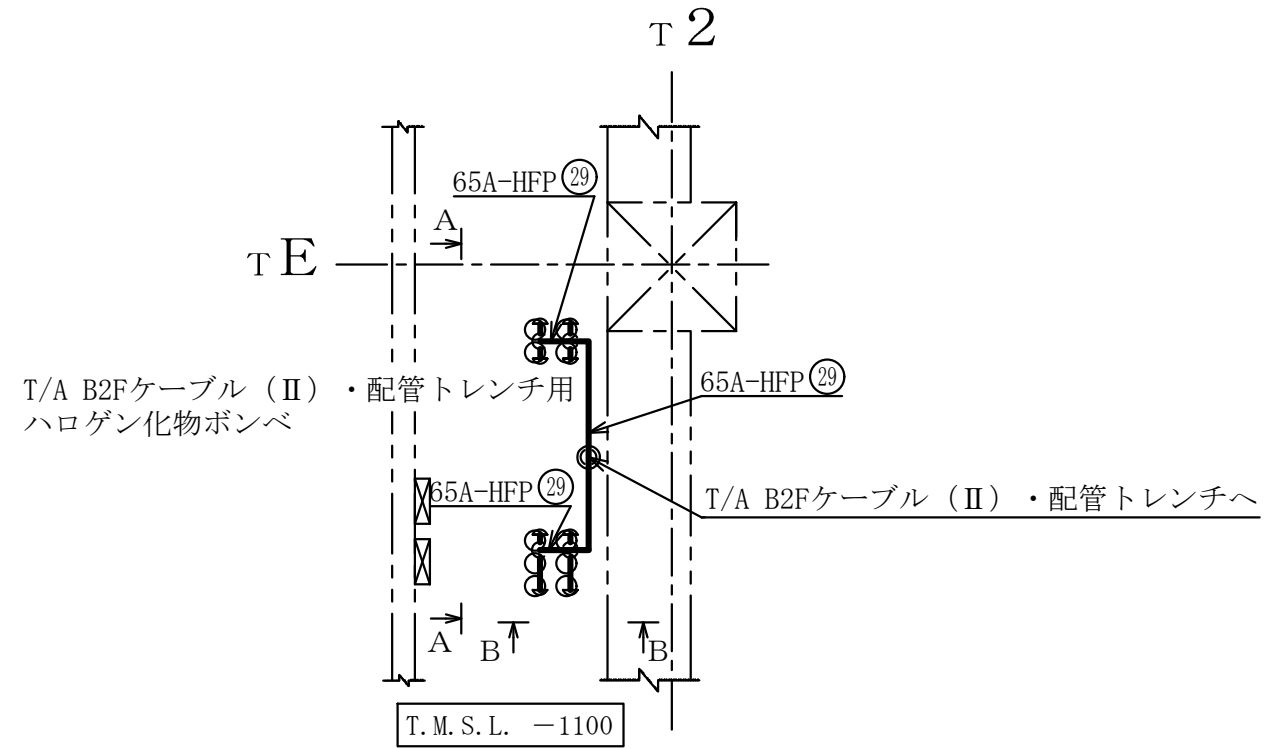 T2
65A-HFP ㉙
A
TE
T/A B2Fケーブル（Ⅱ）・配管トレンチ用
ハロゲン化物ボンベ
65A-HFP ㉙
65A-HFP ㉙
T/A B2Fケーブル（Ⅱ）・配管トレンチへ
A
B
B
T.M.S.L. －1100